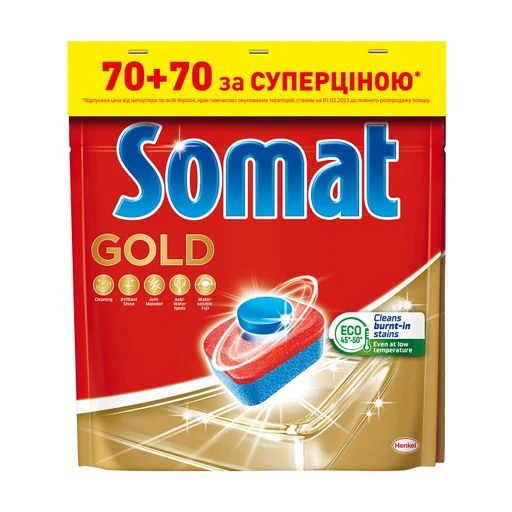 70+70 за СУПЕРЦІНОЮ*
*Відпускна ціна від імпортера по всій Україні, крім тимчасово окупованих територій, станом на 01.02.2023 до повного розпродажу товару.
Somat
GOLD
Cleaning
Brilliant
Shine
Anti-
Malodor
Anti-
Water
Spots
Water-
soluble
Foil
ECO
45°-50°
Cleans
burnt-in
stains
Even at low
temperature
Henkel